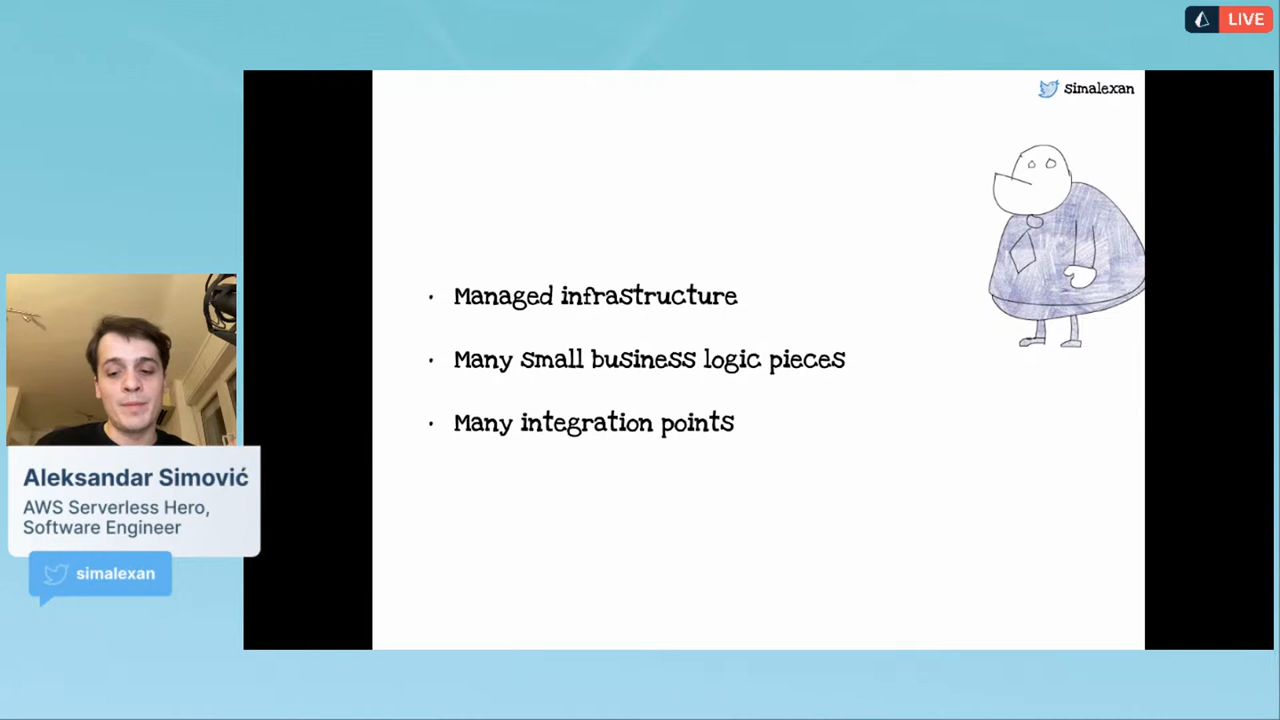 LIVE
simalexan
· Managed infrastructure
· Many small business logic pieces
· Many integration points
Aleksandar Simović
AWS Serverless Hero,
Software Engineer
simalexan